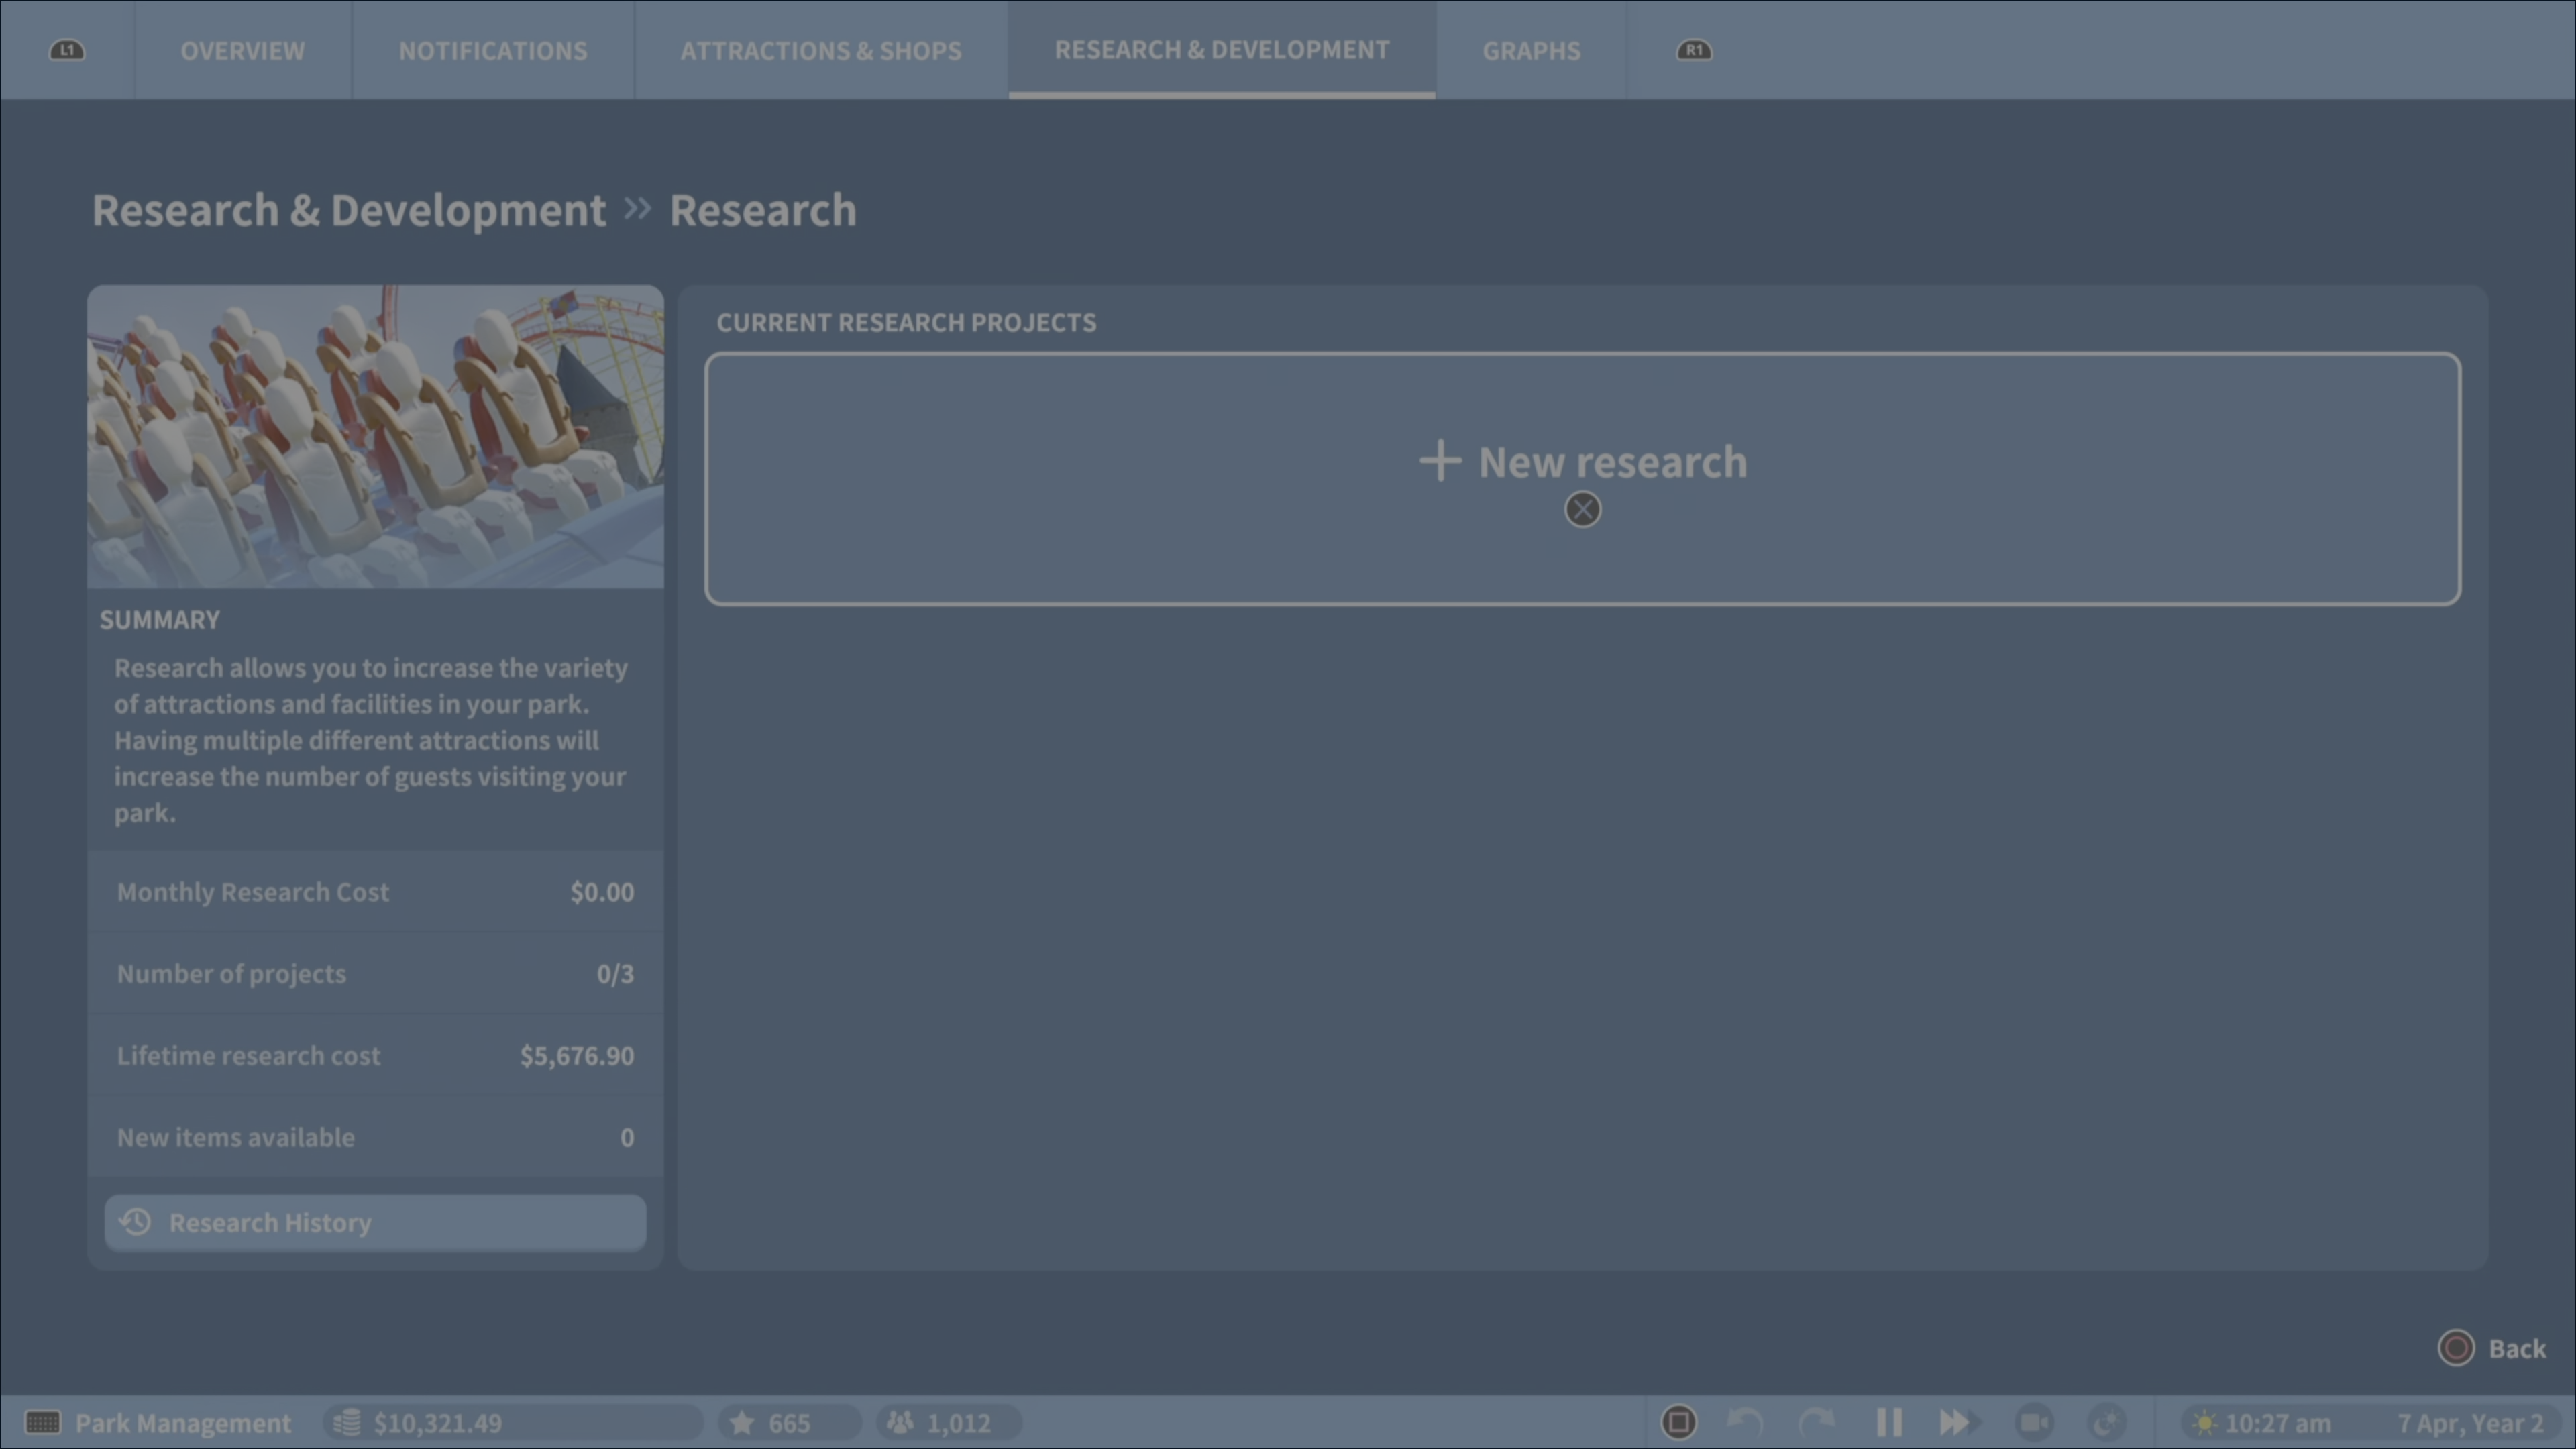 L1
OVERVIEW
NOTIFICATIONS
ATTRACTIONS & SHOPS
RESEARCH & DEVELOPMENT
GRAPHS
R1
Research & Development » Research
SUMMARY
Research allows you to increase the variety
of attractions and facilities in your park.
Having multiple different attractions will
increase the number of guests visiting your
park.
Monthly Research Cost $0.00
Number of projects 0/3
Lifetime research cost $5,676.90
New items available 0
Research History
CURRENT RESEARCH PROJECTS
+ New research
Back
Park Management
$10,321.49
665
1,012
10:27 am
7 Apr, Year 2